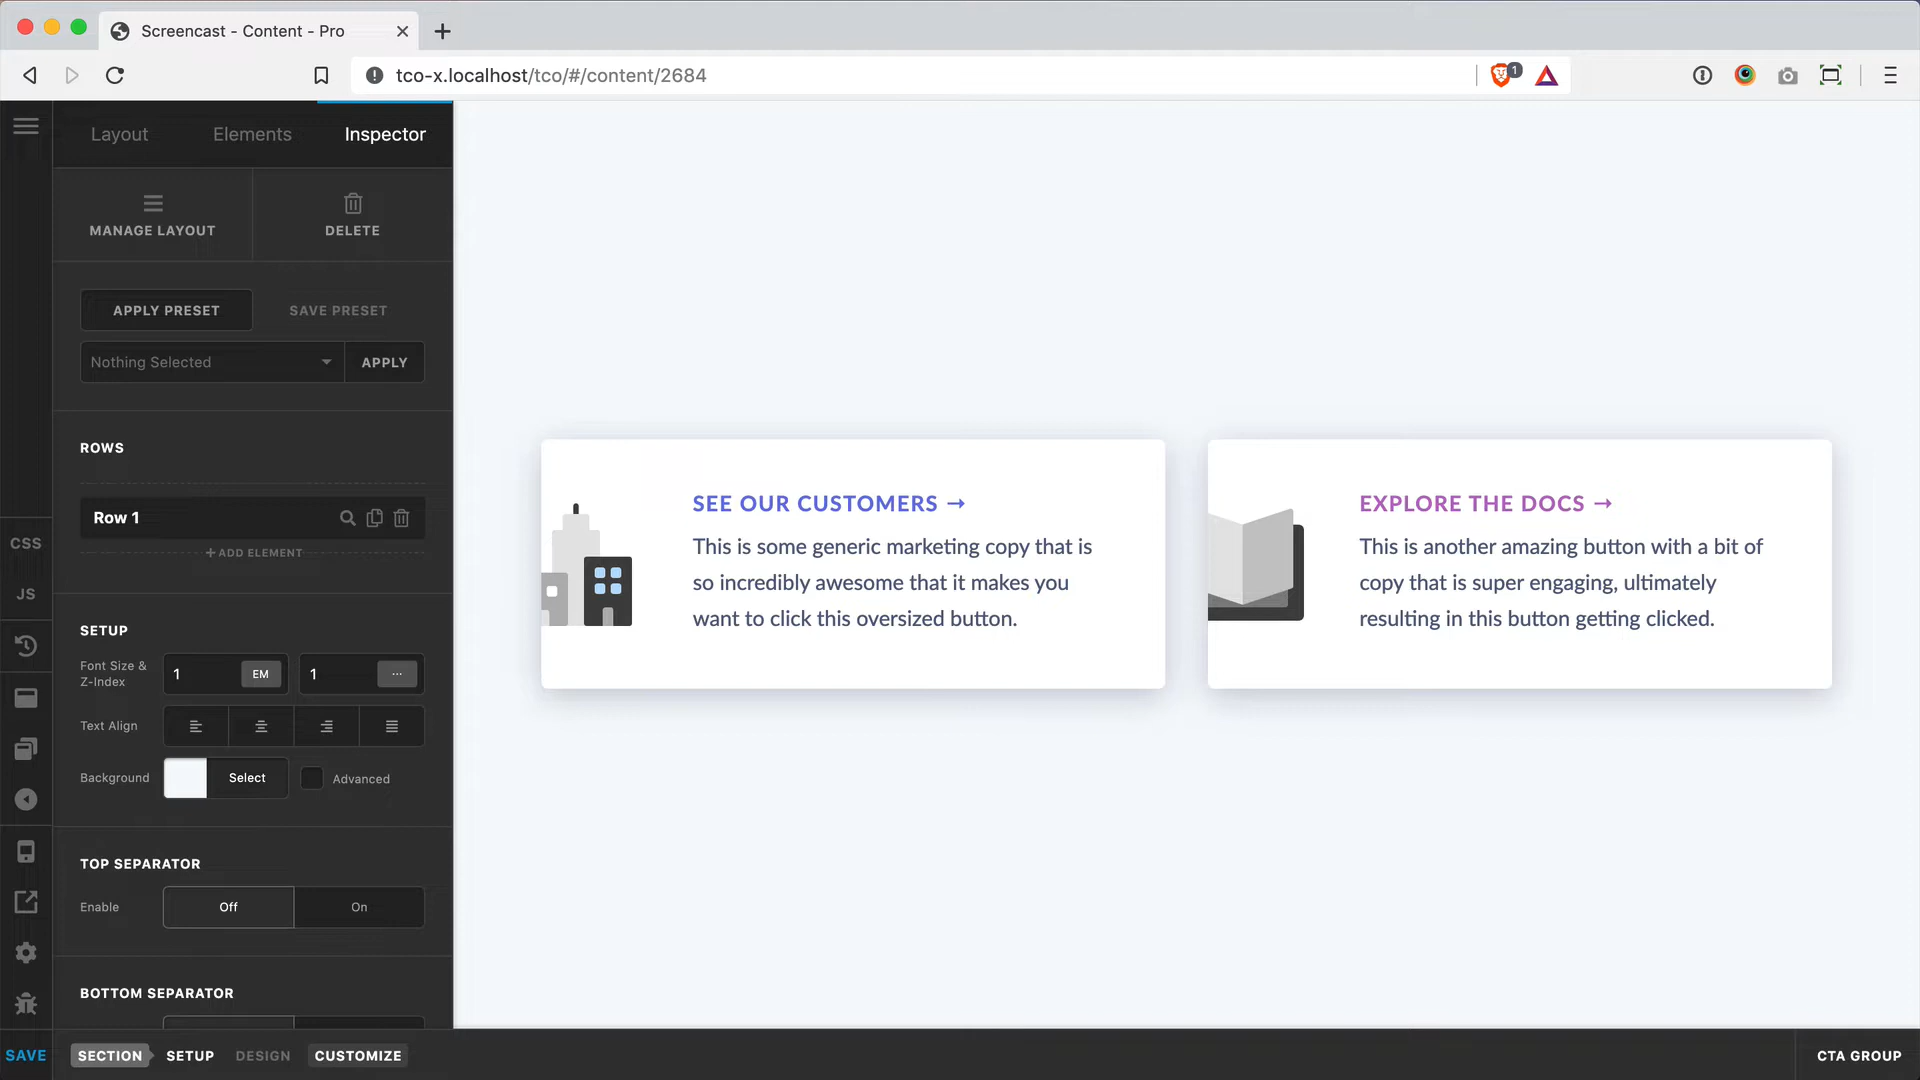 Screencast - Content - Pro
tco-x.localhost/tco/#/content/2684
1
Layout
Elements
Inspector
MANAGE LAYOUT
DELETE
APPLY PRESET
SAVE PRESET
Nothing Selected
APPLY
ROWS
Row 1
+ ADD ELEMENT
CSS
JS
SETUP
Font Size &
Z-Index
1
EM
1
...
Text Align
Background
Select
Advanced
TOP SEPARATOR
Enable
Off
On
BOTTOM SEPARATOR
SEE OUR CUSTOMERS →
This is some generic marketing copy that is
so incredibly awesome that it makes you
want to click this oversized button.
EXPLORE THE DOCS →
This is another amazing button with a bit of
copy that is super engaging, ultimately
resulting in this button getting clicked.
SAVE
SECTION
SETUP
DESIGN
CUSTOMIZE
CTA GROUP